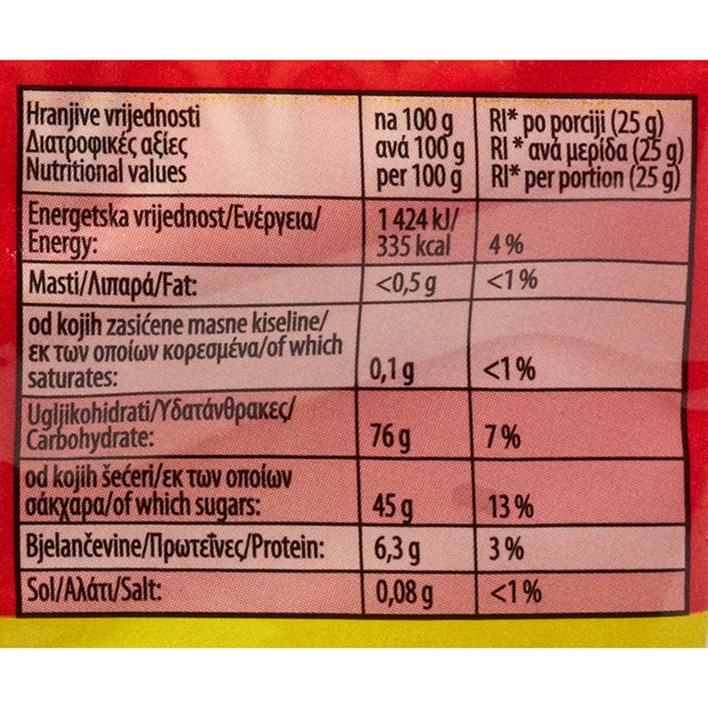 Hranjive vrijednosti
Διατροφικές αξίες
Nutritional values
na 100 g
ανά 100 g
per 100 g
RI* po porciji (25 g)
RI * ανά μερίδα (25 g)
RI* per portion (25 g)
Energetska vrijednost/Ενέργεια/
Energy:
1 424 kJ/
335 kcal
4 %
Masti/Λιπαρά/Fat:
<0,5 g
<1 %
od kojih zasićene masne kiseline/
εκ των οποίων κορεσμένα/of which
saturates:
0,1 g
<1 %
Ugljikohidrati/Υδατάνθρακες/
Carbohydrate:
76 g
7 %
od kojih šećeri/εκ των οποίων
σάκχαρα/of which sugars:
45 g
13 %
Bjelančevine/Πρωτεΐνες/Protein:
6,3 g
3 %
Sol/Αλάτι/Salt:
0,08 g
<1 %